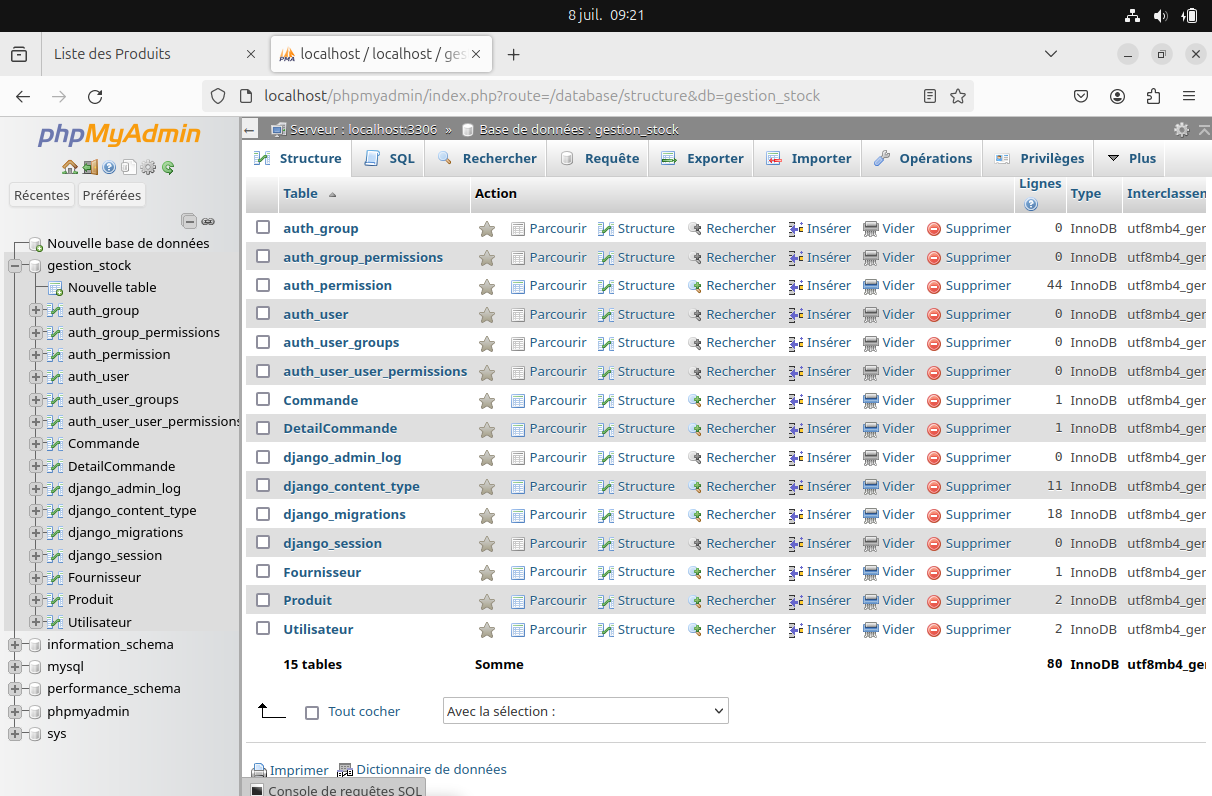 8 juil. 09:21
Liste des Produits
localhost / localhost / ges
localhost/phpmyadmin/index.php?route=/database/structure&db=gestion_stock
phpMyAdmin
Récentes Préférées
Nouvelle base de données
gestion_stock
Nouvelle table
auth_group
auth_group_permissions
auth_permission
auth_user
auth_user_groups
auth_user_user_permissions
Commande
DetailCommande
django_admin_log
django_content_type
django_migrations
django_session
Fournisseur
Produit
Utilisateur
information_schema
mysql
performance_schema
phpmyadmin
sys
Serveur : localhost:3306 » Base de données : gestion_stock
Structure SQL Rechercher Requête Exporter Importer Opérations Privilèges Plus
Table Action Lignes Type Interclassen
auth_group Parcourir Structure Rechercher Insérer Vider Supprimer 0 InnoDB utf8mb4_ger
auth_group_permissions Parcourir Structure Rechercher Insérer Vider Supprimer 0 InnoDB utf8mb4_ger
auth_permission Parcourir Structure Rechercher Insérer Vider Supprimer 44 InnoDB utf8mb4_ger
auth_user Parcourir Structure Rechercher Insérer Vider Supprimer 0 InnoDB utf8mb4_ger
auth_user_groups Parcourir Structure Rechercher Insérer Vider Supprimer 0 InnoDB utf8mb4_ger
auth_user_user_permissions Parcourir Structure Rechercher Insérer Vider Supprimer 0 InnoDB utf8mb4_ger
Commande Parcourir Structure Rechercher Insérer Vider Supprimer 1 InnoDB utf8mb4_ger
DetailCommande Parcourir Structure Rechercher Insérer Vider Supprimer 1 InnoDB utf8mb4_ger
django_admin_log Parcourir Structure Rechercher Insérer Vider Supprimer 0 InnoDB utf8mb4_ger
django_content_type Parcourir Structure Rechercher Insérer Vider Supprimer 11 InnoDB utf8mb4_ger
django_migrations Parcourir Structure Rechercher Insérer Vider Supprimer 18 InnoDB utf8mb4_ger
django_session Parcourir Structure Rechercher Insérer Vider Supprimer 0 InnoDB utf8mb4_ger
Fournisseur Parcourir Structure Rechercher Insérer Vider Supprimer 1 InnoDB utf8mb4_ger
Produit Parcourir Structure Rechercher Insérer Vider Supprimer 2 InnoDB utf8mb4_ger
Utilisateur Parcourir Structure Rechercher Insérer Vider Supprimer 2 InnoDB utf8mb4_ger
15 tables Somme 80 InnoDB utf8mb4_ger
Tout cocher Avec la sélection :
Imprimer Dictionnaire de données
Console de requêtes SQL